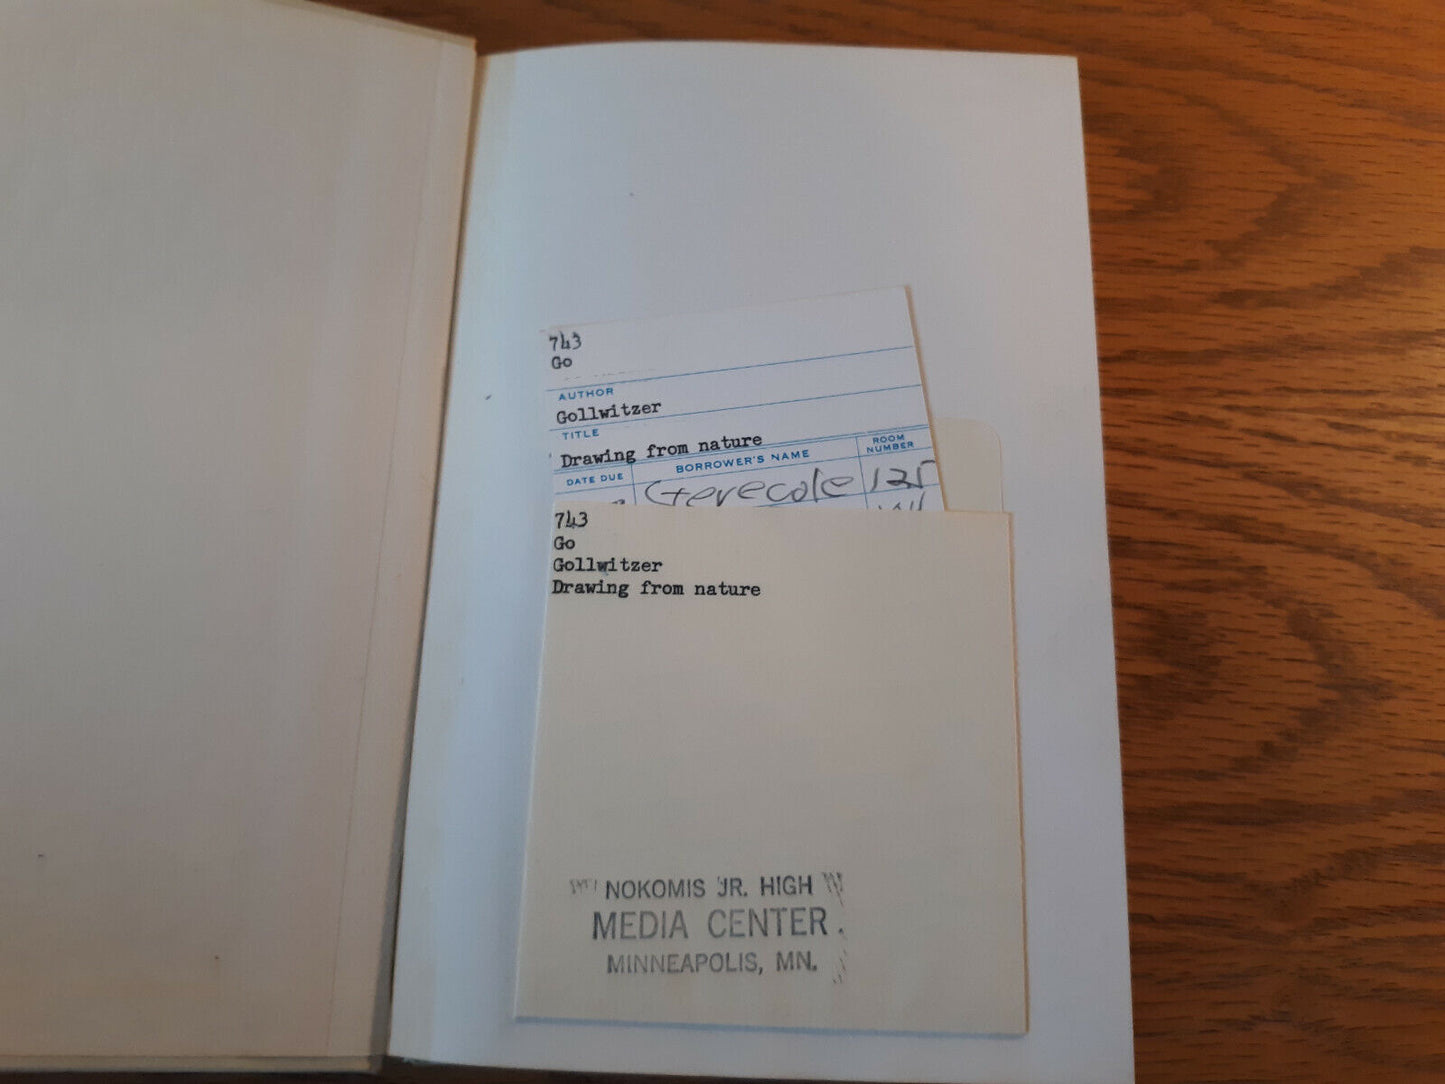 743
Go
AUTHOR
Gollwitzer
TITLE
Drawing from nature
DATE DUE BORROWER'S NAME ROOM NUMBER
125
743
Go
Gollwitzer
Drawing from nature
NOKOMIS JR. HIGH
MEDIA CENTER
MINNEAPOLIS, MN.